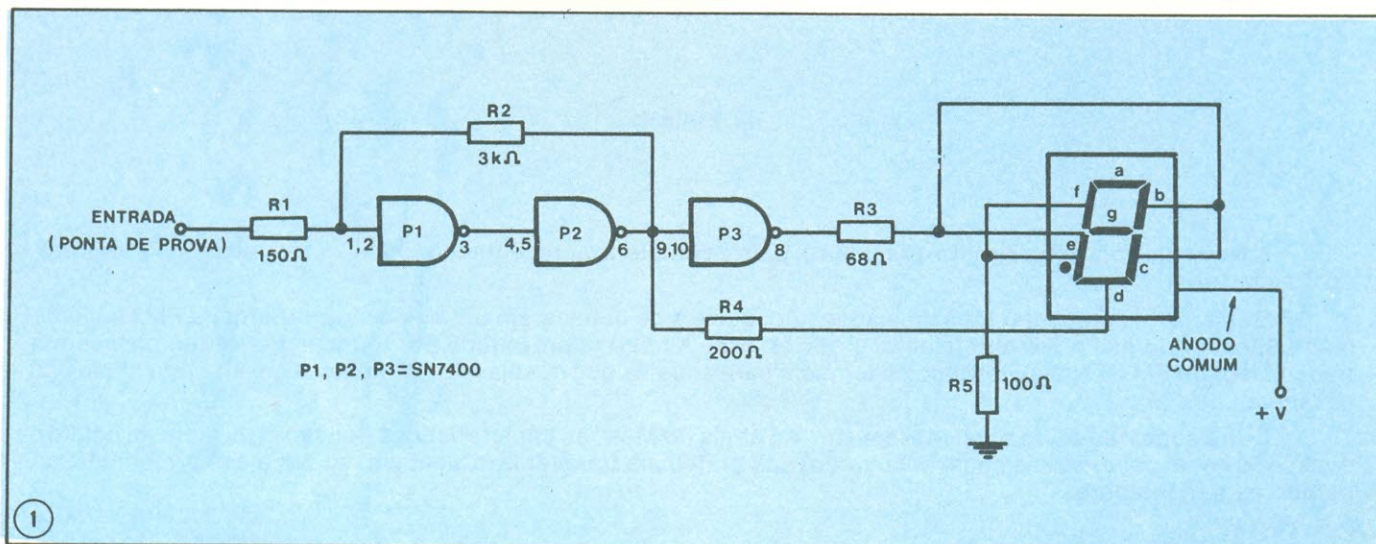 R2
3kΩ
ENTRADA
(PONTA DE PROVA)
R1
150Ω
1,2
P1
3
4,5
P2
6
9,10
P3
8
R3
68Ω
R4
200Ω
a
f
b
g
e
c
d
R5
100Ω
ANODO
COMUM
+ V
P1, P2, P3 = SN7400
1